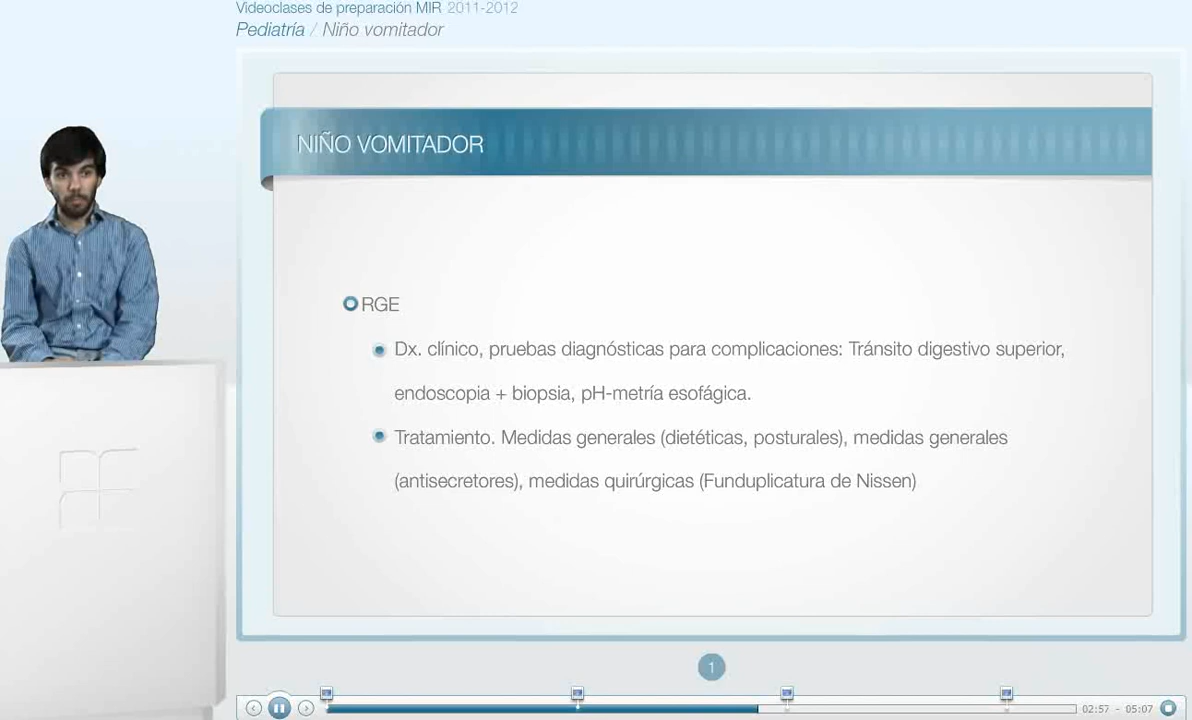 Videoclases de preparación MIR 2011-2012
Pediatría / Niño vomitador
NIÑO VOMITADOR
RGE
Dx. clínico, pruebas diagnósticas para complicaciones: Tránsito digestivo superior,
endoscopia + biopsia, pH-metría esofágica.
Tratamiento. Medidas generales (dietéticas, posturales), medidas generales
(antisecretores), medidas quirúrgicas (Funduplicatura de Nissen)
1
02:57 - 05:07